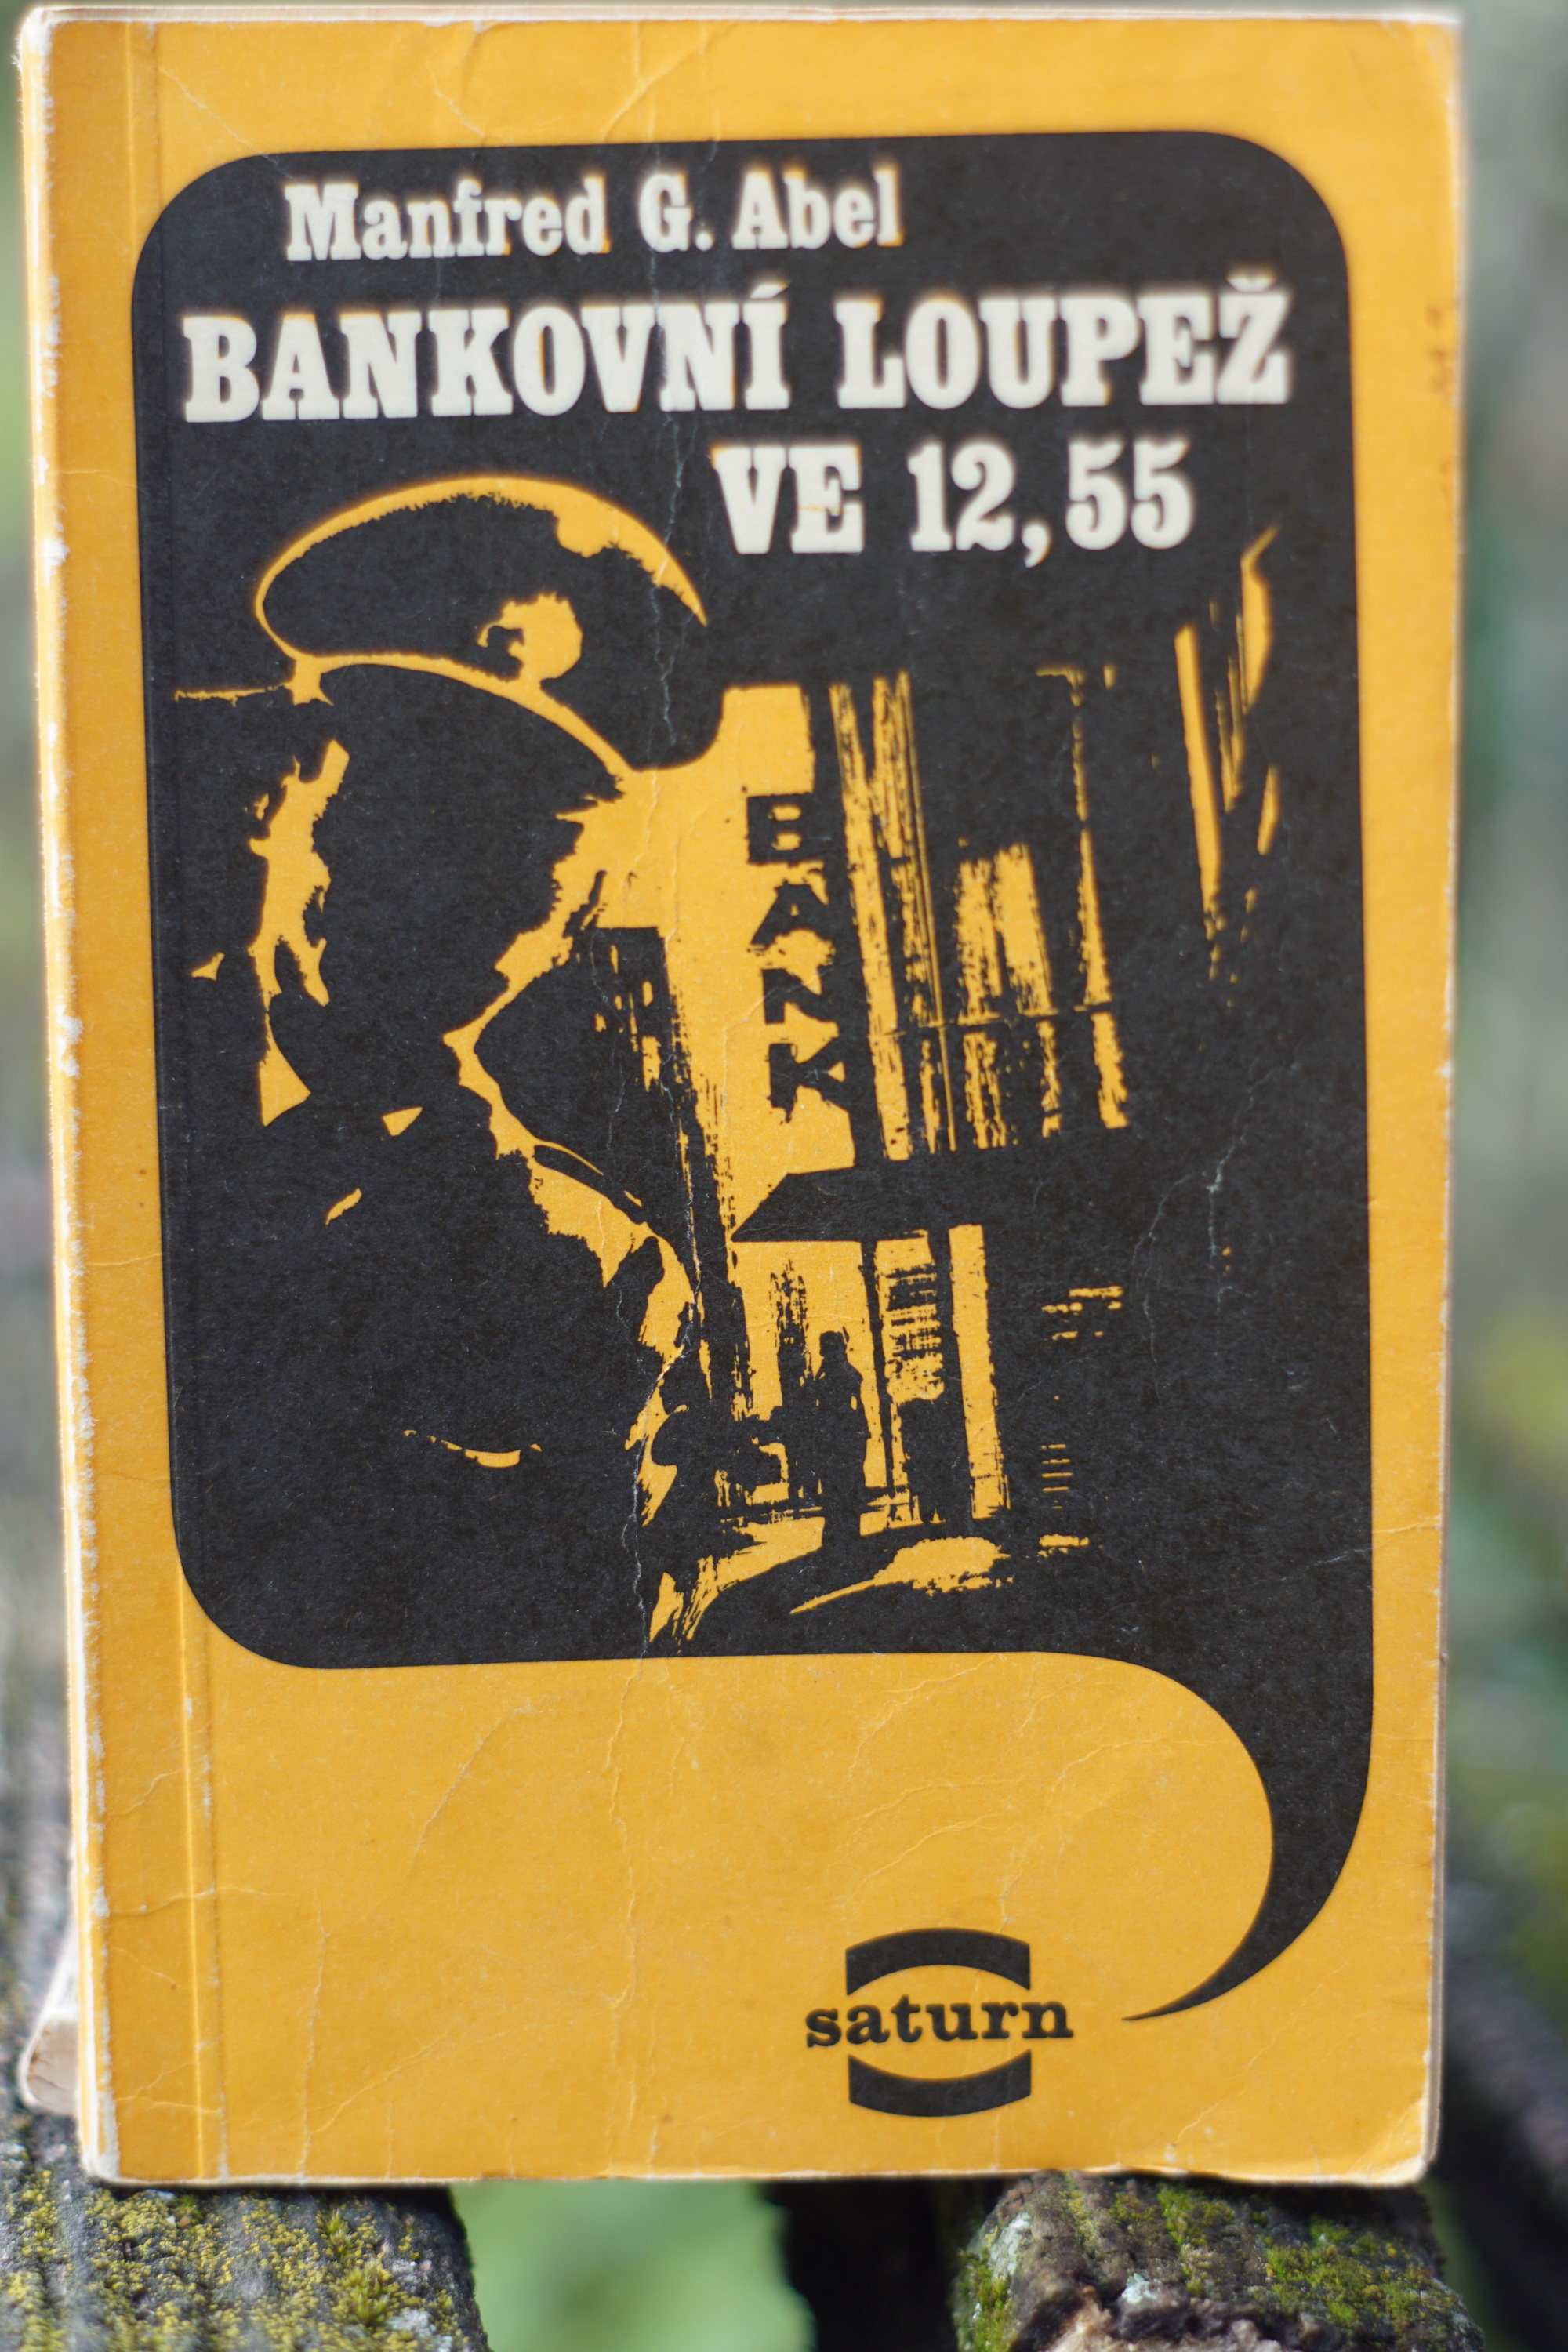 Manfred G. Abel
BANKOVNÍ LOUPEŽ
VE 12,55
BANK
saturn